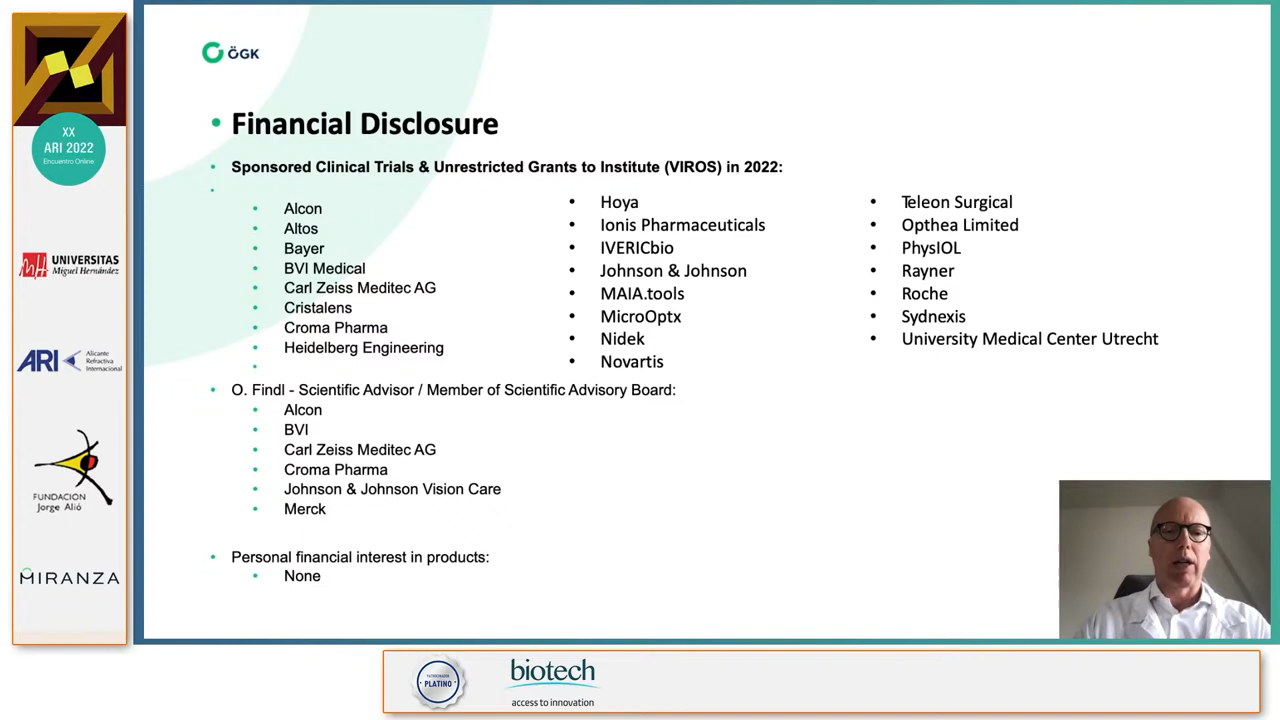 ÖGK
Financial Disclosure
Sponsored Clinical Trials & Unrestricted Grants to Institute (VIROS) in 2022:
Alcon
Altos
Bayer
BVI Medical
Carl Zeiss Meditec AG
Cristalens
Croma Pharma
Heidelberg Engineering
Hoya
Ionis Pharmaceuticals
IVERICbio
Johnson & Johnson
MAIA.tools
MicroOptx
Nidek
Novartis
Teleon Surgical
Opthea Limited
PhysIOL
Rayner
Roche
Sydnexis
University Medical Center Utrecht
O. Findl - Scientific Advisor / Member of Scientific Advisory Board:
Alcon
BVI
Carl Zeiss Meditec AG
Croma Pharma
Johnson & Johnson Vision Care
Merck
Personal financial interest in products:
None
XX
ARI 2022
Encuentro Online
UNIVERSITAS
Miguel Hernández
ARI
Alicante
Refractiva
Internacional
FUNDACION
Jorge Alió
MIRANZA
PATROCINADOR
PLATINO
biotech
access to innovation